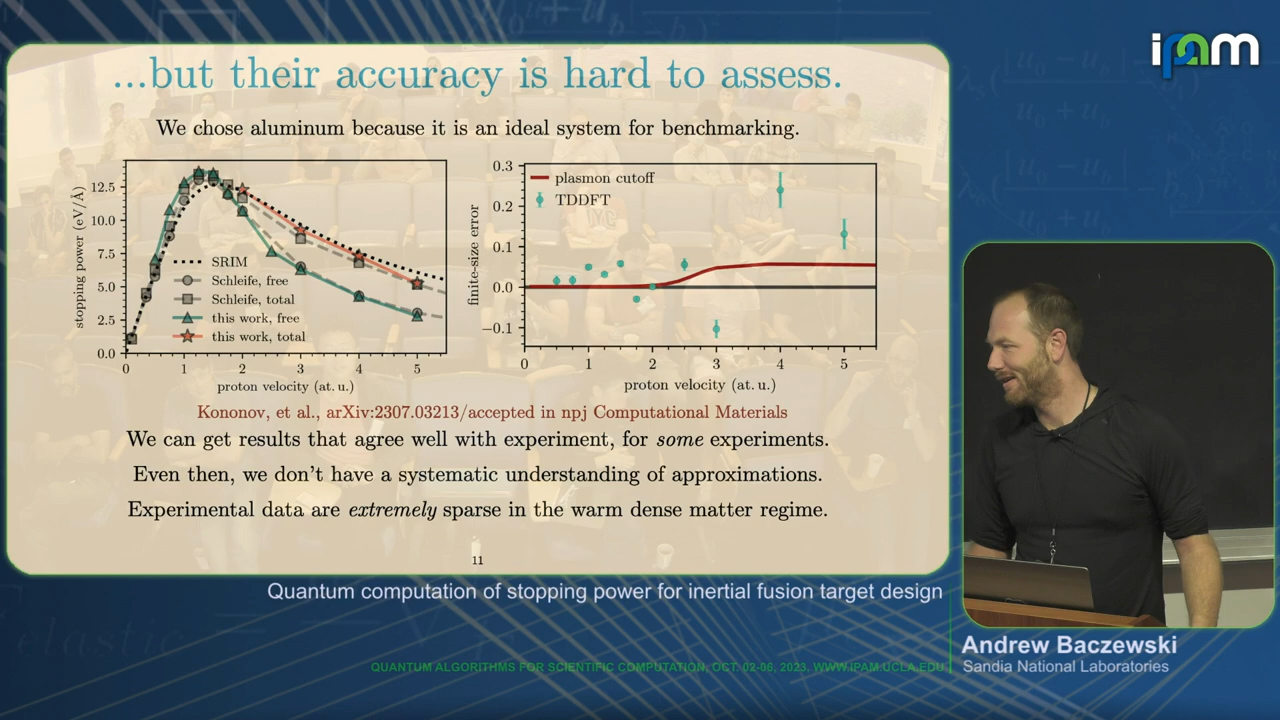 ...but their accuracy is hard to assess.
We chose aluminum because it is an ideal system for benchmarking.
stopping power (eV/Å)
12.5
10.0
7.5
5.0
2.5
0.0
SRIM
Schleife, free
Schleife, total
this work, free
this work, total
0 1 2 3 4 5
proton velocity (at. u.)
finite-size error
0.3
0.2
0.1
0.0
−0.1
plasmon cutoff
TDDFT
0 1 2 3 4 5
proton velocity (at. u.)
Kononov, et al., arXiv:2307.03213/accepted in npj Computational Materials
We can get results that agree well with experiment, for some experiments.
Even then, we don't have a systematic understanding of approximations.
Experimental data are extremely sparse in the warm dense matter regime.
11
ipam
Quantum computation of stopping power for inertial fusion target design
Andrew Baczewski
Sandia National Laboratories
QUANTUM ALGORITHMS FOR SCIENTIFIC COMPUTATION, OCT. 02-06, 2023, WWW.IPAM.UCLA.EDU
elastic